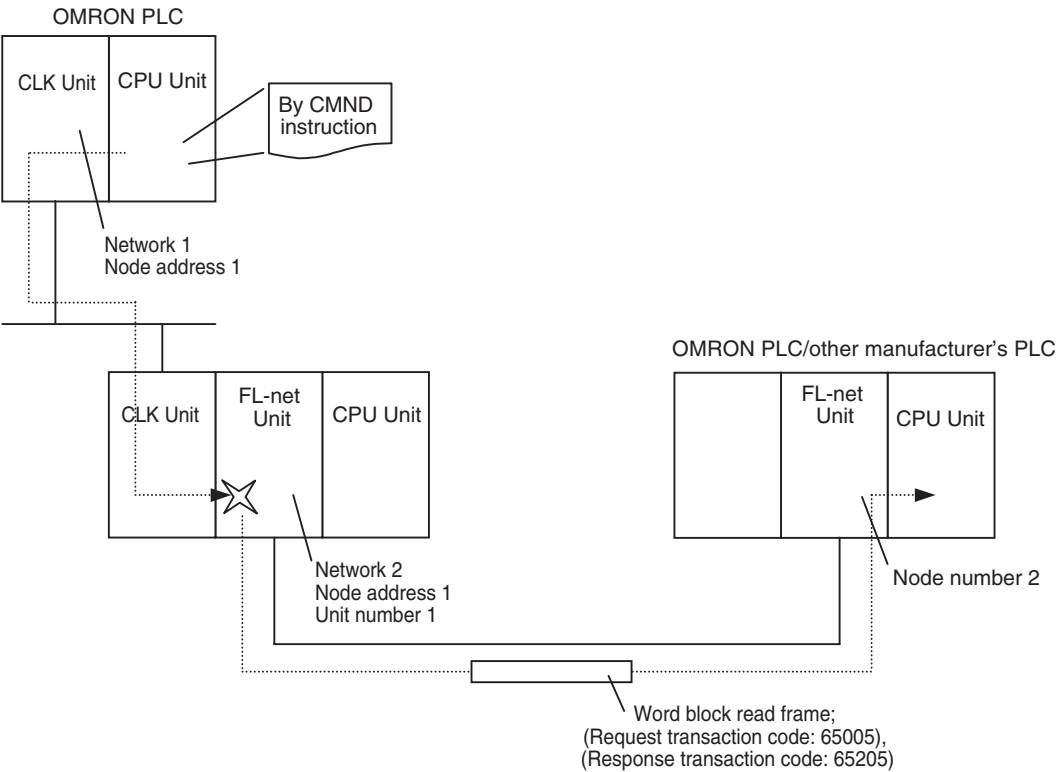 OMRON PLC
CLK Unit
CPU Unit
By CMND
instruction
Network 1
Node address 1
OMRON PLC/other manufacturer's PLC
CLK Unit
FL-net
Unit
CPU Unit
FL-net
Unit
CPU Unit
Network 2
Node address 1
Unit number 1
Node number 2
Word block read frame;
(Request transaction code: 65005),
(Response transaction code: 65205)